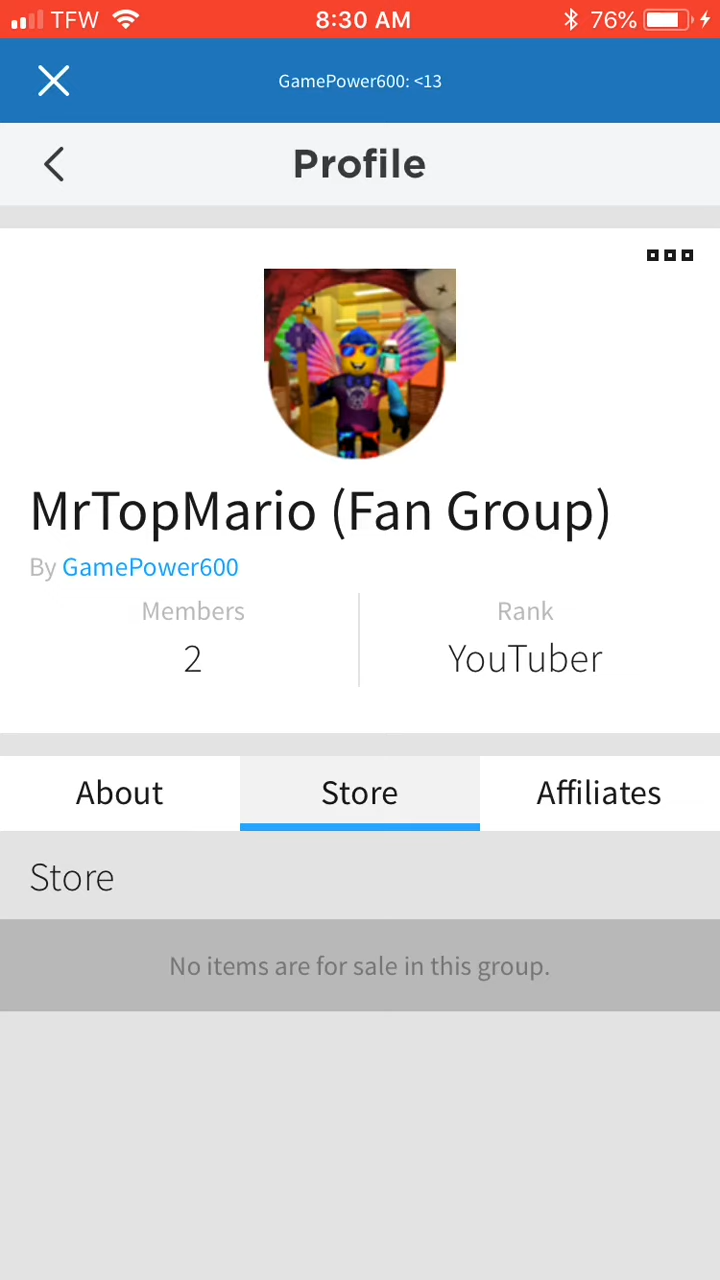 TFW 8:30 AM 76%
GamePower600: <13
Profile
MrTopMario (Fan Group)
By GamePower600
Members Rank
2 YouTuber
About Store Affiliates
Store
No items are for sale in this group.